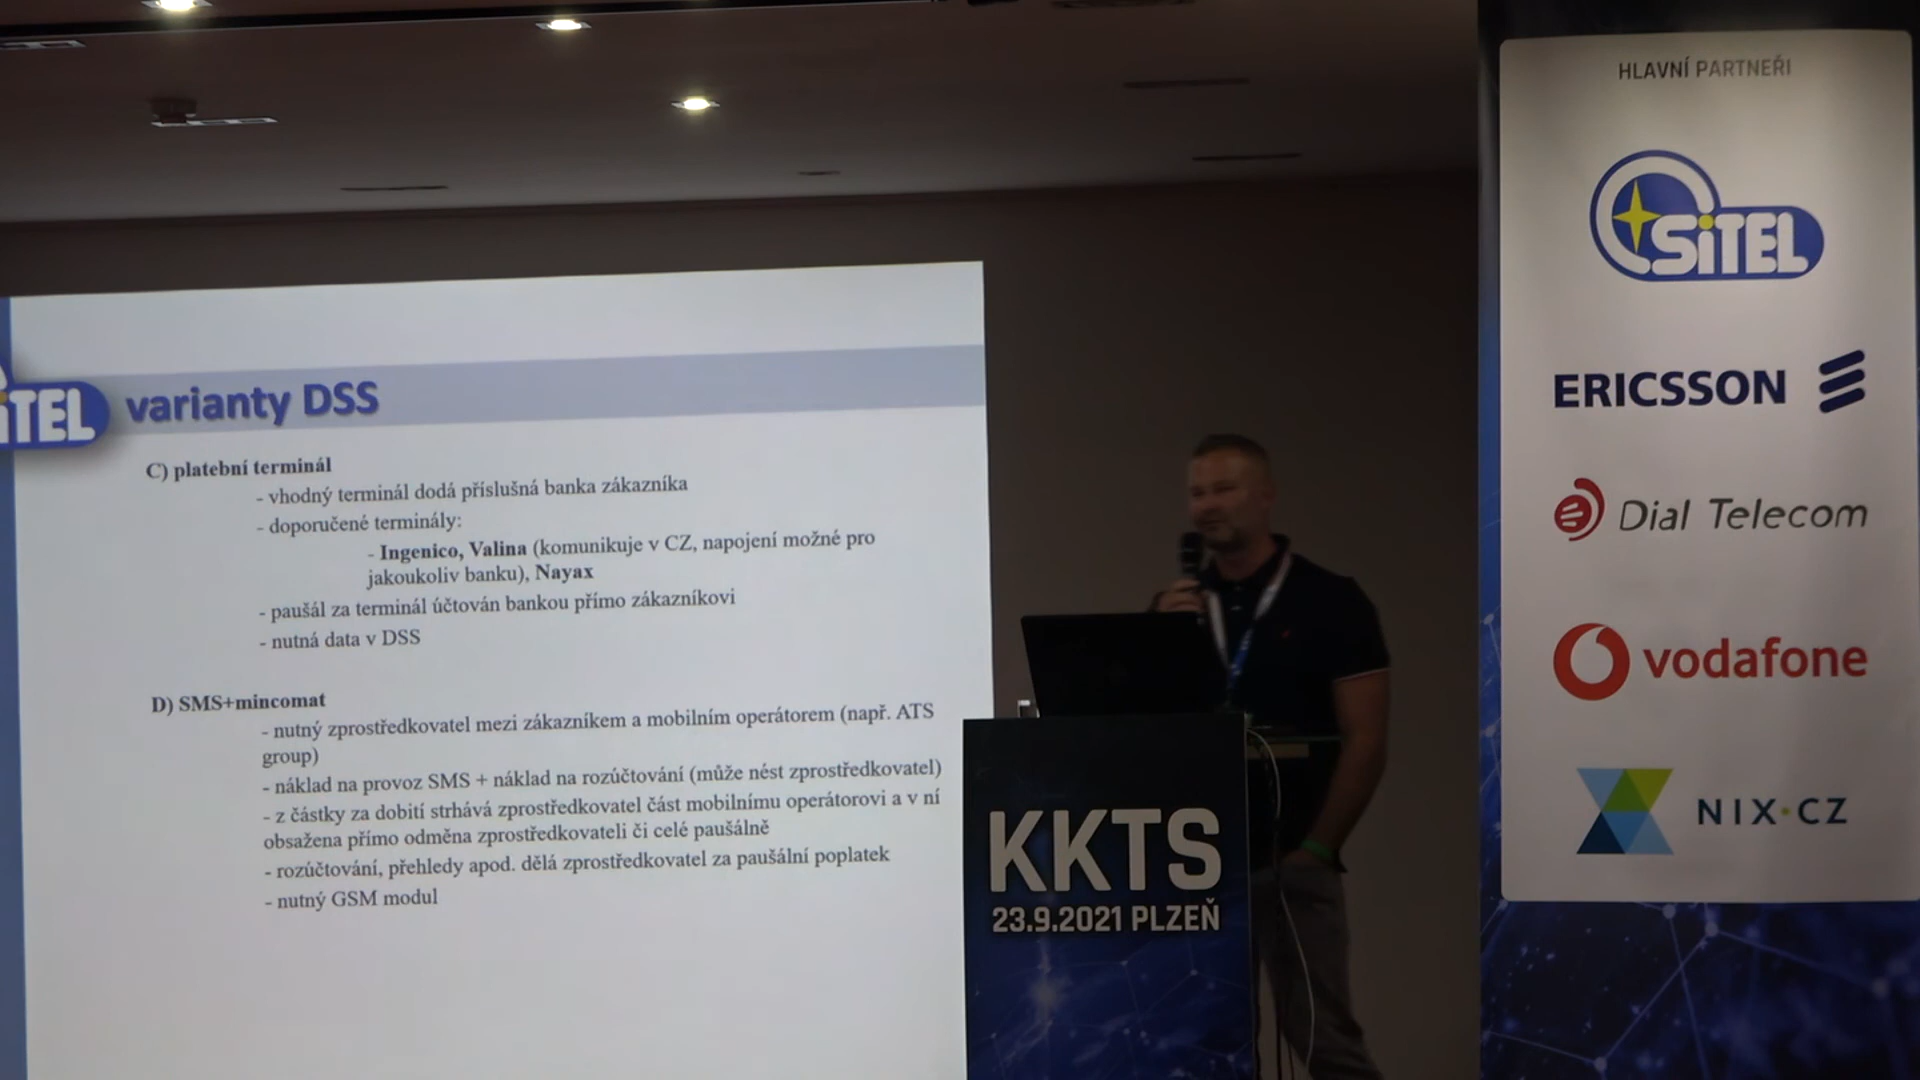 iTEL
varianty DSS
C) platební terminál
- vhodný terminál dodá příslušná banka zákazníka
- doporučené terminály:
- Ingenico, Valina (komunikuje v CZ, napojení možné pro
jakoukoliv banku), Nayax
- paušál za terminál účtován bankou přímo zákazníkovi
- nutná data v DSS
D) SMS+mincomat
- nutný zprostředkovatel mezi zákazníkem a mobilním operátorem (např. ATS
group)
- náklad na provoz SMS + náklad na rozúčtování (může nést zprostředkovatel)
- z částky za dobití strhává zprostředkovatel část mobilnímu operátorovi a v ní
obsažena přímo odměna zprostředkovateli či celé paušálně
- rozúčtování, přehledy apod. dělá zprostředkovatel za paušální poplatek
- nutný GSM modul
KKTS
23.9.2021 PLZEŇ
HLAVNÍ PARTNEŘI
SiTEL
ERICSSON
Dial Telecom
vodafone
NIX·CZ